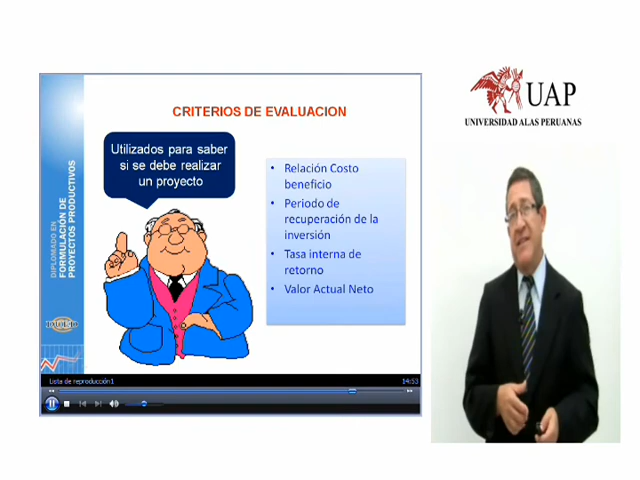 CRITERIOS DE EVALUACION
Utilizados para saber
si se debe realizar
un proyecto
• Relación Costo
beneficio
• Periodo de
recuperación de la
inversión
• Tasa interna de
retorno
• Valor Actual Neto
DIPLOMADO EN
FORMULACIÓN DE
PROYECTOS PRODUCTIVOS
Lista de reproducción1
14:53
UAP
UNIVERSIDAD ALAS PERUANAS